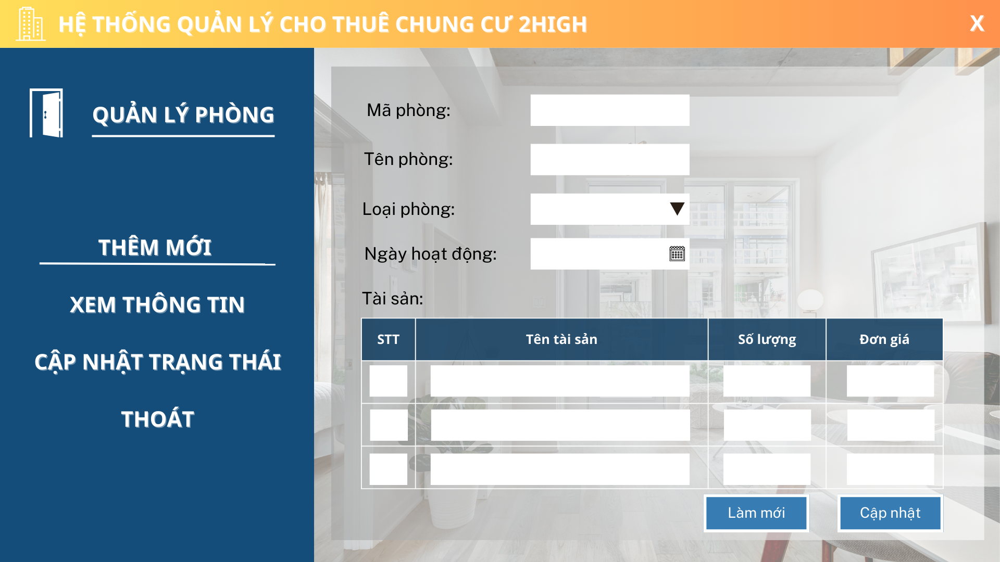 HỆ THỐNG QUẢN LÝ CHO THUÊ CHUNG CƯ 2HIGH
X
QUẢN LÝ PHÒNG
THÊM MỚI
XEM THÔNG TIN
CẬP NHẬT TRẠNG THÁI
THOÁT
Mã phòng:
Tên phòng:
Loại phòng:
Ngày hoạt động:
Tài sản:
STT Tên tài sản Số lượng Đơn giá
Làm mới Cập nhật